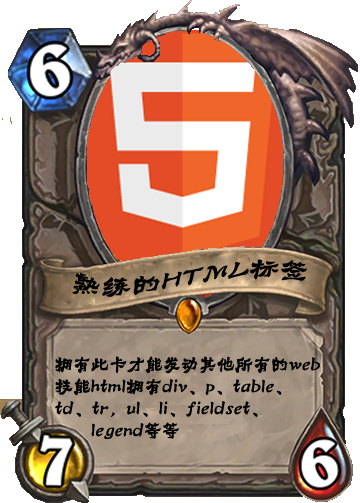 6
5
熟练的HTML标签
拥有此卡才能发动其他所有的web
技能html拥有div、p、table、
td、tr，ul、li、fieldset、
legend等等
7
6